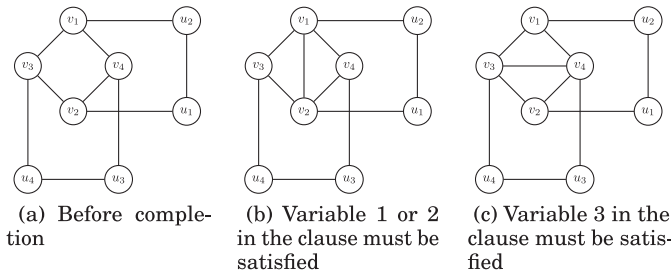 v1 u2 v1 u2 v1 u2
v3 v4 v3 v4 v3 v4
v2 u1 v2 u1 v2 u1
u4 u3 u4 u3 u4 u3
(a) Before comple-
tion
(b) Variable 1 or 2
in the clause must be
satisfied
(c) Variable 3 in the
clause must be satis-
fied